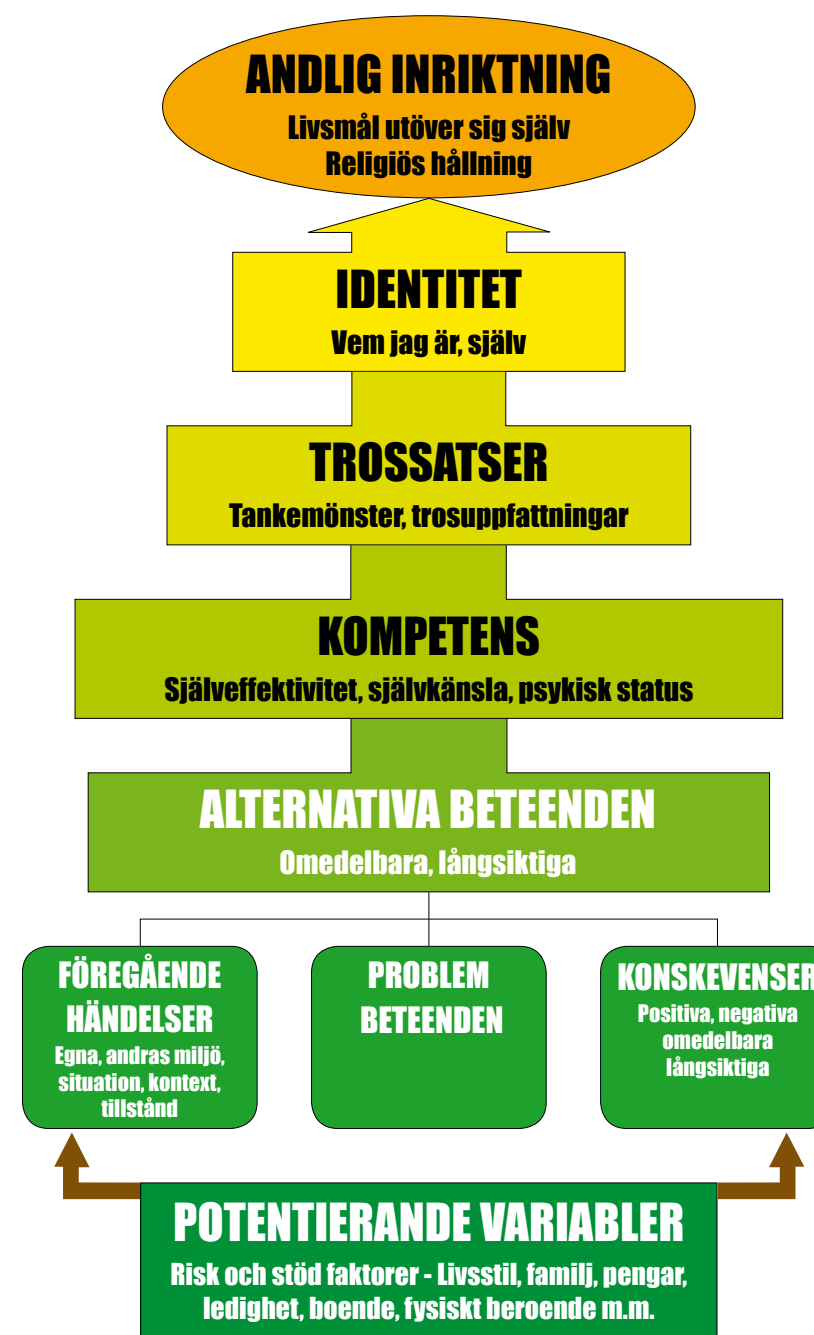 ANDLIG INRIKTNING
Livsmål utöver sig själv
Religiös hållning
IDENTITET
Vem jag är, själv
TROSSATSER
Tankemönster, trosuppfattningar
KOMPETENS
Själveffektivitet, självkänsla, psykisk status
ALTERNATIVA BETEENDEN
Omedelbara, långsiktiga
FÖREGÅENDE
HÄNDELSER
Egna, andras miljö,
situation, kontext,
tillstånd
PROBLEM
BETEENDEN
KONSKEVENSER
Positiva, negativa
omedelbara
långsiktiga
POTENTIERANDE VARIABLER
Risk och stöd faktorer - Livsstil, familj, pengar,
ledighet, boende, fysiskt beroende m.m.